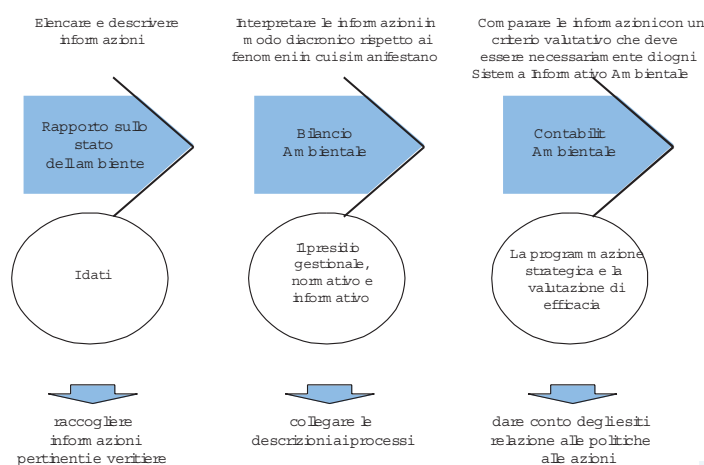 Elencare e descrivere
informazioni
Interpretare le informazioni in
modo diacronico rispetto ai
fenomeni in cui si manifestano
Comparare le informazioni con un
criterio valutativo che deve
essere necessariamente di ogni
Sistema Informativo Ambientale
Rapporto sullo
stato
dellambiente
Bilancio
Ambientale
Contabilit
Ambientale
I dati
Il presidio
gestionale,
normativo e
informativo
La programmazione
strategica e la
valutazione di
efficacia
raccogliere
informazioni
pertinenti e veritiere
collegare le
descrizioni ai processi
dare conto degli esiti
relazione alle politiche
alle azioni